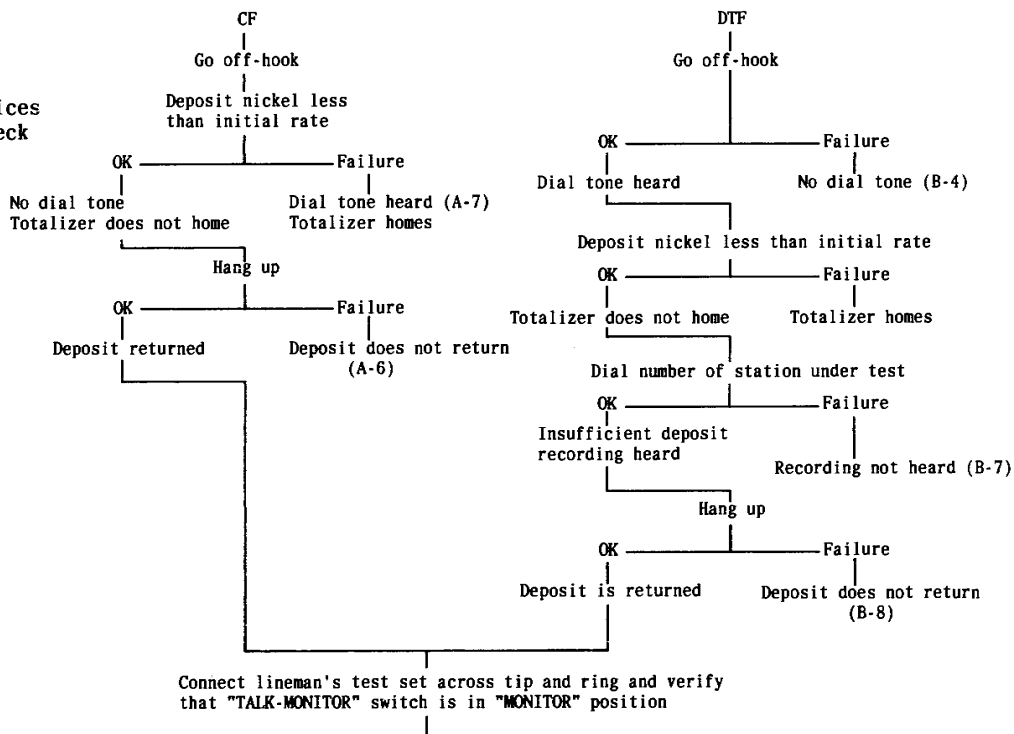 CF
Go off-hook
Deposit nickel less
than initial rate
OK
Failure
No dial tone
Totalizer does not home
Dial tone heard (A-7)
Totalizer homes
Hang up
OK
Failure
Deposit returned
Deposit does not return
(A-6)
DTF
Go off-hook
OK
Failure
Dial tone heard
No dial tone (B-4)
Deposit nickel less than initial rate
OK
Failure
Totalizer does not home
Totalizer homes
Dial number of station under test
OK
Failure
Insufficient deposit
recording heard
Recording not heard (B-7)
Hang up
OK
Failure
Deposit is returned
Deposit does not return
(B-8)
Connect lineman's test set across tip and ring and verify
that "TALK-MONITOR" switch is in "MONITOR" position